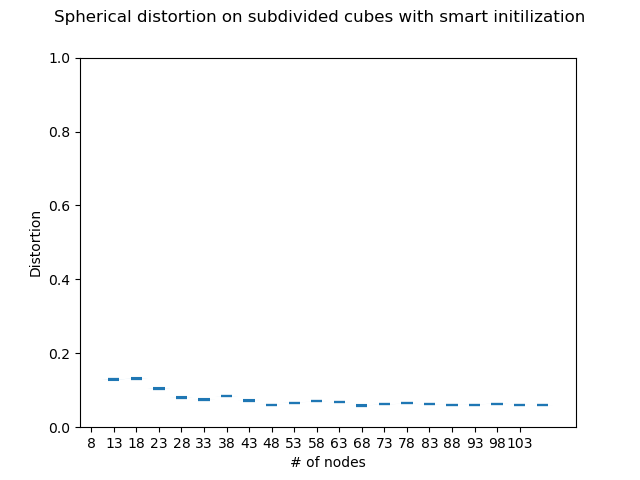 Spherical distortion on subdivided cubes with smart initilization
1.0
0.8
0.6
0.4
0.2
0.0
Distortion
8 13 18 23 28 33 38 43 48 53 58 63 68 73 78 83 88 93 98 103
# of nodes